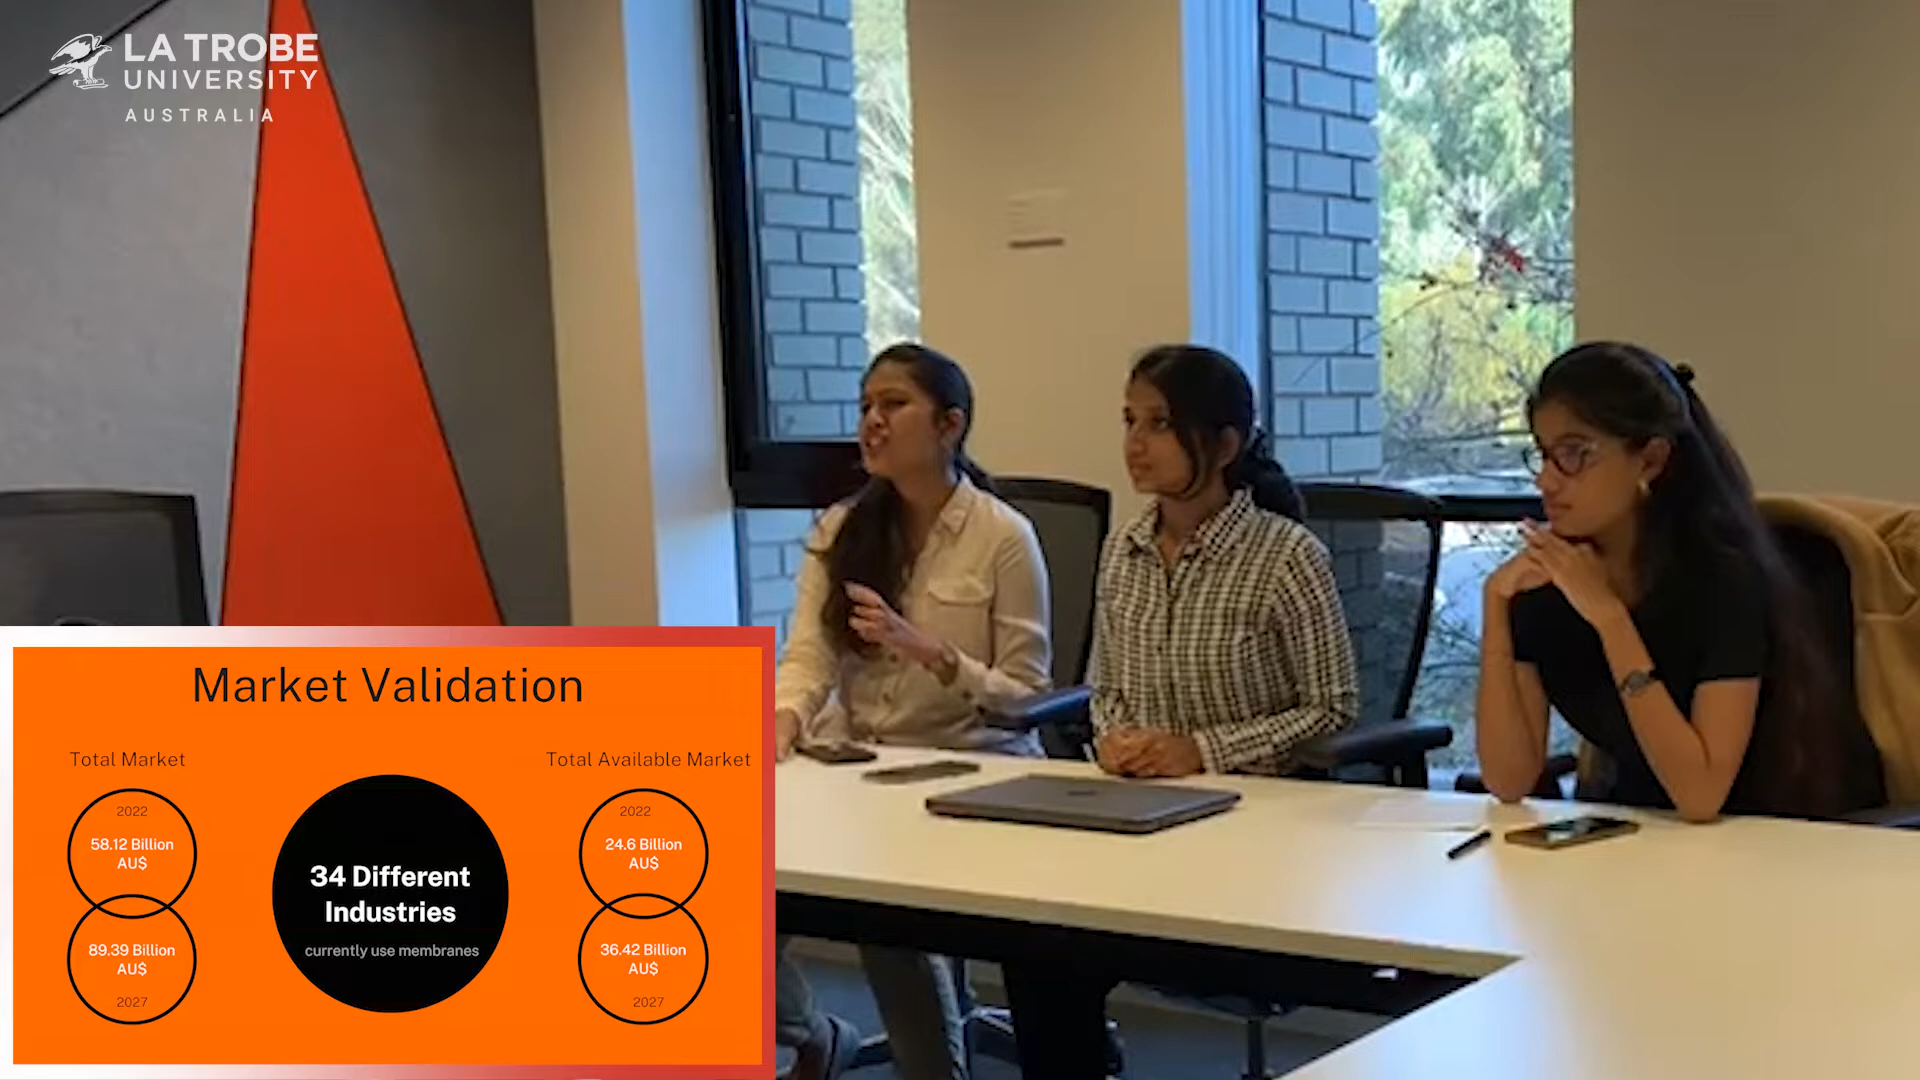 LA TROBE
UNIVERSITY
AUSTRALIA
Market Validation
Total Market
2022
58.12 Billion
AU$
89.39 Billion
AU$
2027
34 Different
Industries
currently use membranes
Total Available Market
2022
24.6 Billion
AU$
36.42 Billion
AU$
2027